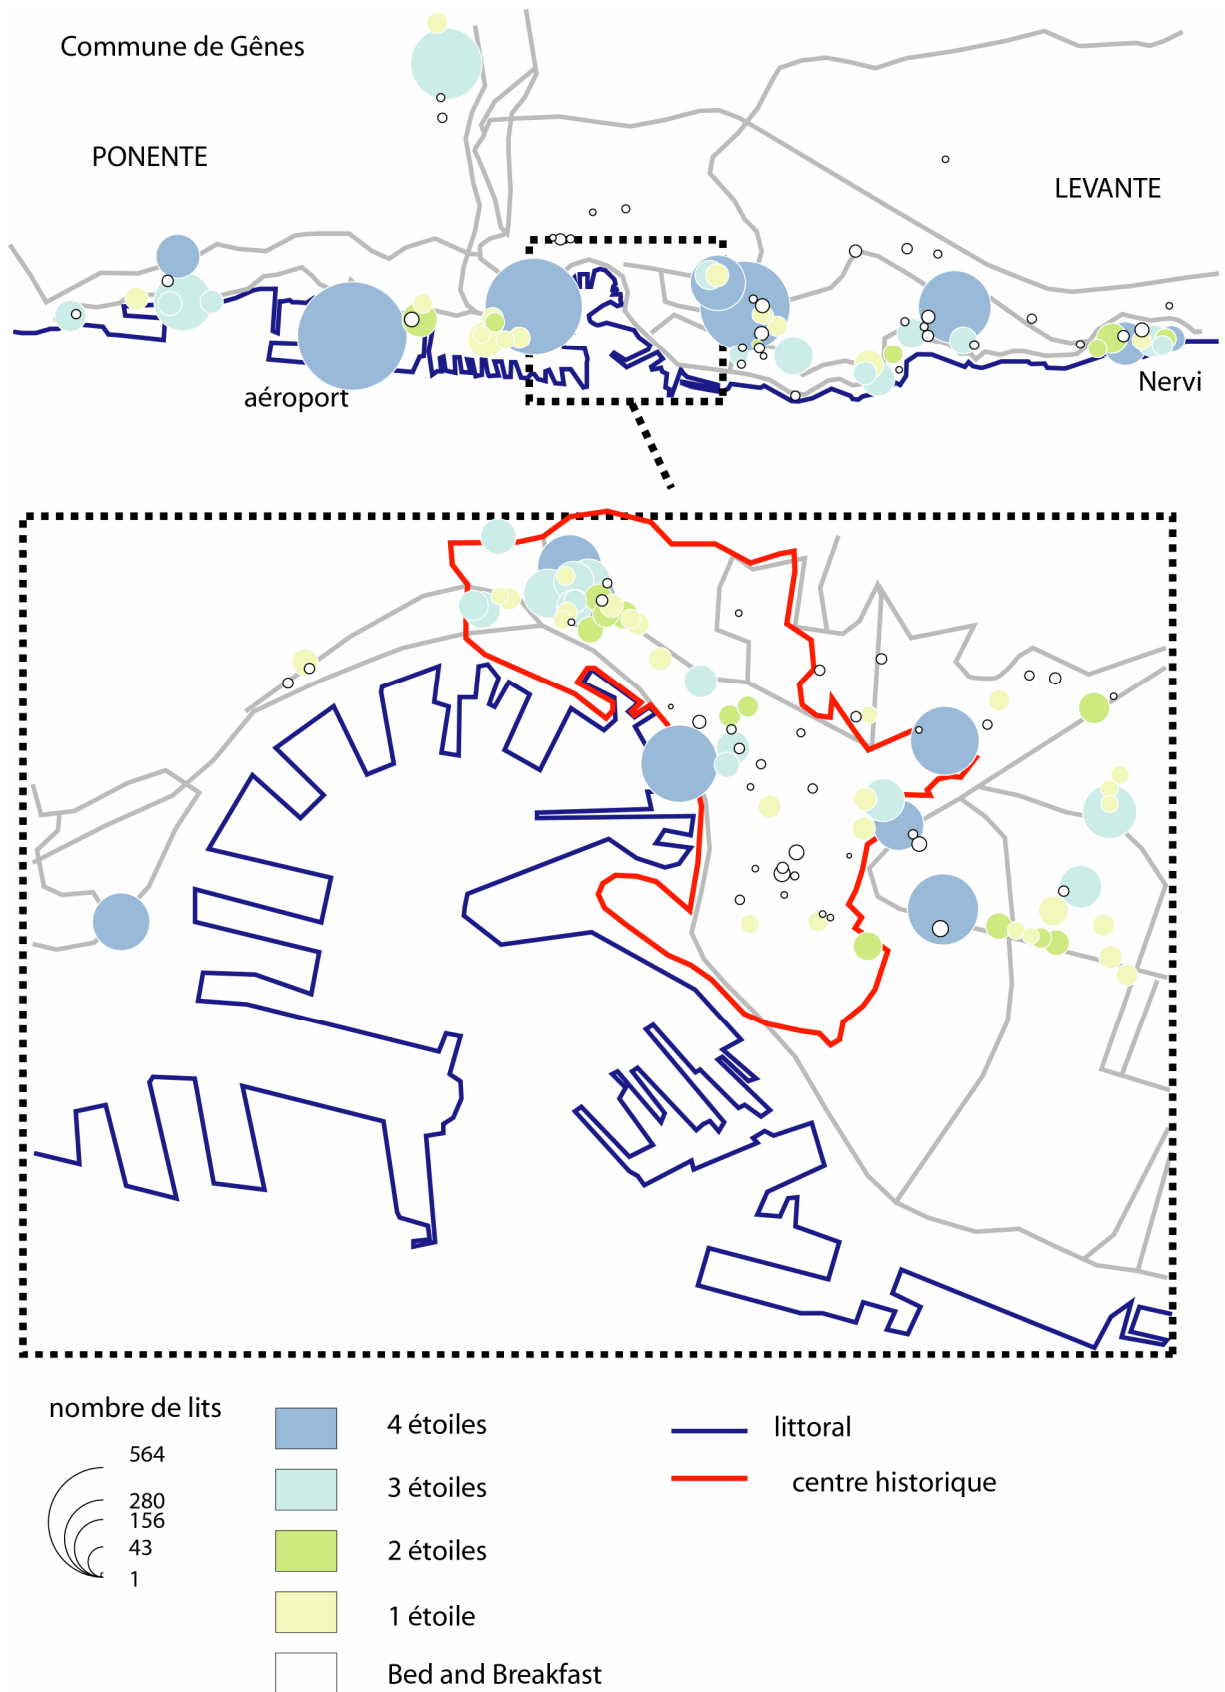 Commune de Gênes
PONENTE
LEVANTE
aéroport
Nervi
nombre de lits
564
280
156
43
1
4 étoiles
3 étoiles
2 étoiles
1 étoile
Bed and Breakfast
littoral
centre historique